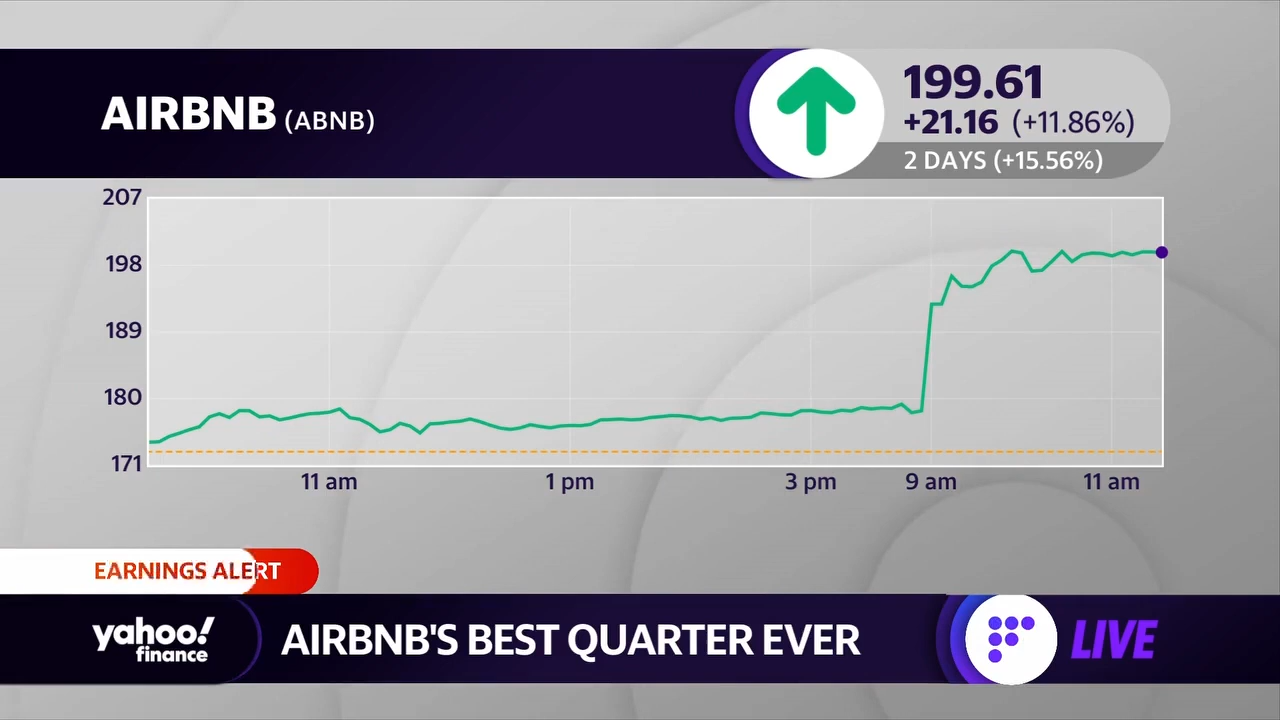 AIRBNB (ABNB)
199.61
+21.16 (+11.86%)
2 DAYS (+15.56%)
207
198
189
180
171
11 am 1 pm 3 pm 9 am 11 am
EARNINGS ALERT
yahoo!
finance
AIRBNB'S BEST QUARTER EVER
LIVE